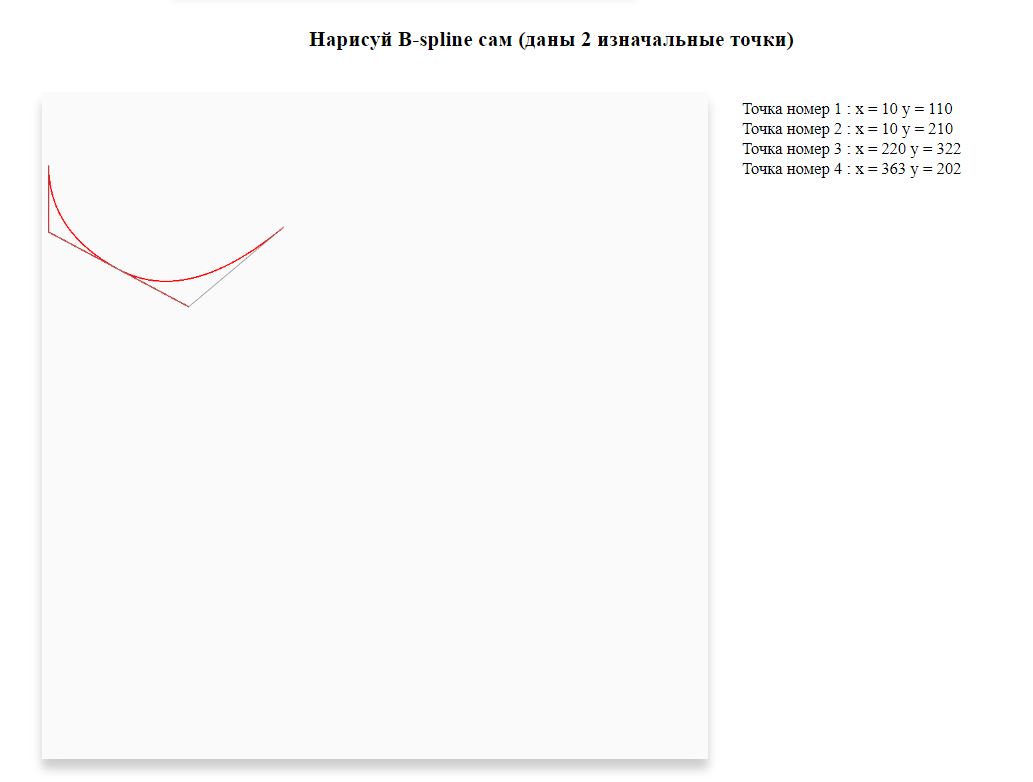 Нарисуй B-spline сам (даны 2 изначальные точки)
Точка номер 1 : x = 10 y = 110
Точка номер 2 : x = 10 y = 210
Точка номер 3 : x = 220 y = 322
Точка номер 4 : x = 363 y = 202